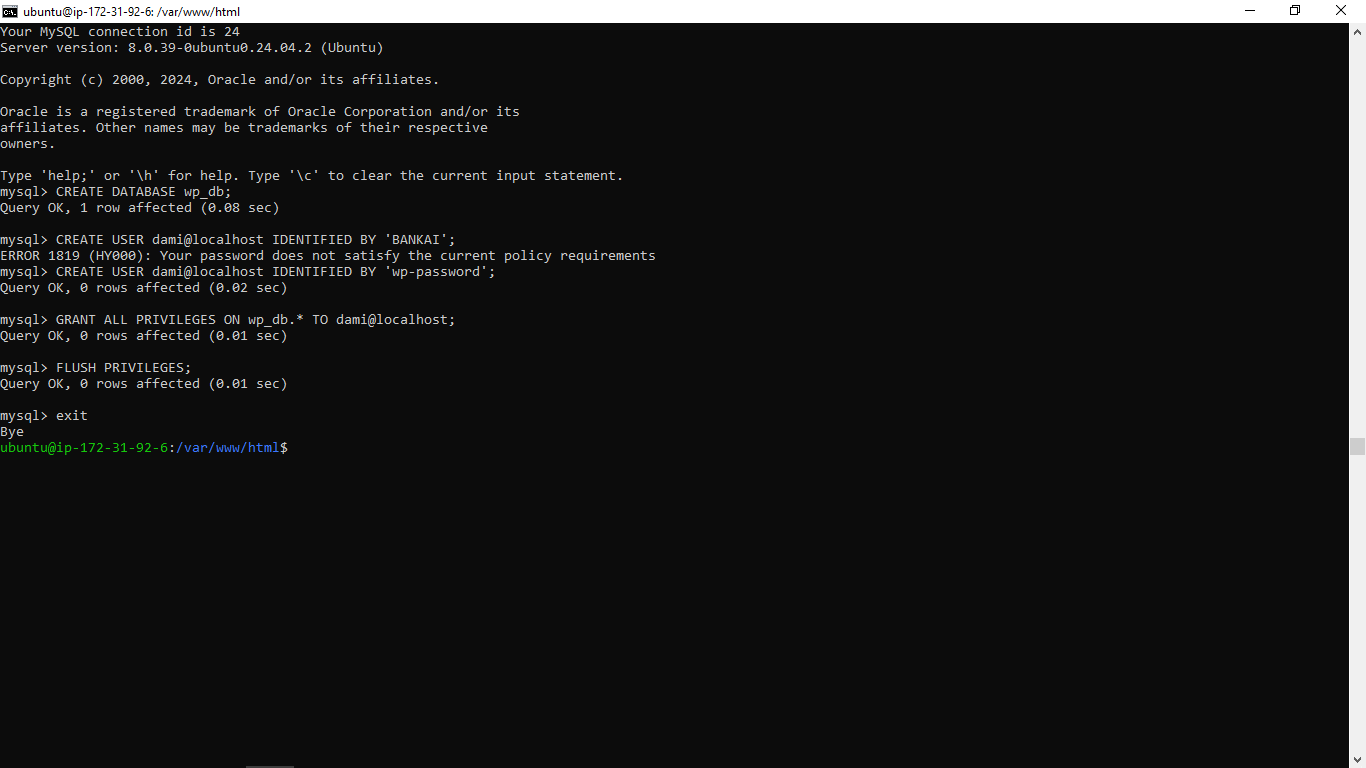 ubuntu@ip-172-31-92-6: /var/www/html
Your MySQL connection id is 24
Server version: 8.0.39-0ubuntu0.24.04.2 (Ubuntu)
Copyright (c) 2000, 2024, Oracle and/or its affiliates.
Oracle is a registered trademark of Oracle Corporation and/or its
affiliates. Other names may be trademarks of their respective
owners.
Type 'help;' or '\h' for help. Type '\c' to clear the current input statement.
mysql> CREATE DATABASE wp_db;
Query OK, 1 row affected (0.08 sec)
mysql> CREATE USER dami@localhost IDENTIFIED BY 'BANKAI';
ERROR 1819 (HY000): Your password does not satisfy the current policy requirements
mysql> CREATE USER dami@localhost IDENTIFIED BY 'wp-password';
Query OK, 0 rows affected (0.02 sec)
mysql> GRANT ALL PRIVILEGES ON wp_db.* TO dami@localhost;
Query OK, 0 rows affected (0.01 sec)
mysql> FLUSH PRIVILEGES;
Query OK, 0 rows affected (0.01 sec)
mysql> exit
Bye
ubuntu@ip-172-31-92-6:/var/www/html$